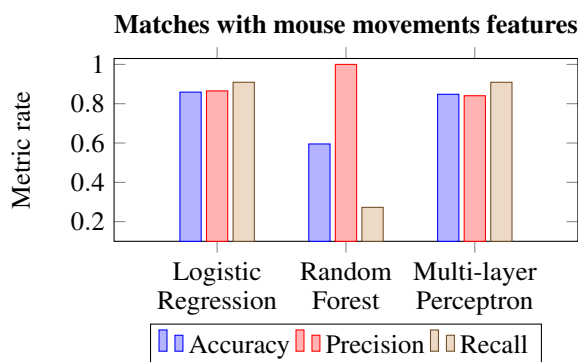 Matches with mouse movements features
Metric rate
1
0.8
0.6
0.4
0.2
Logistic Regression
Random Forest
Multi-layer Perceptron
Accuracy Precision Recall